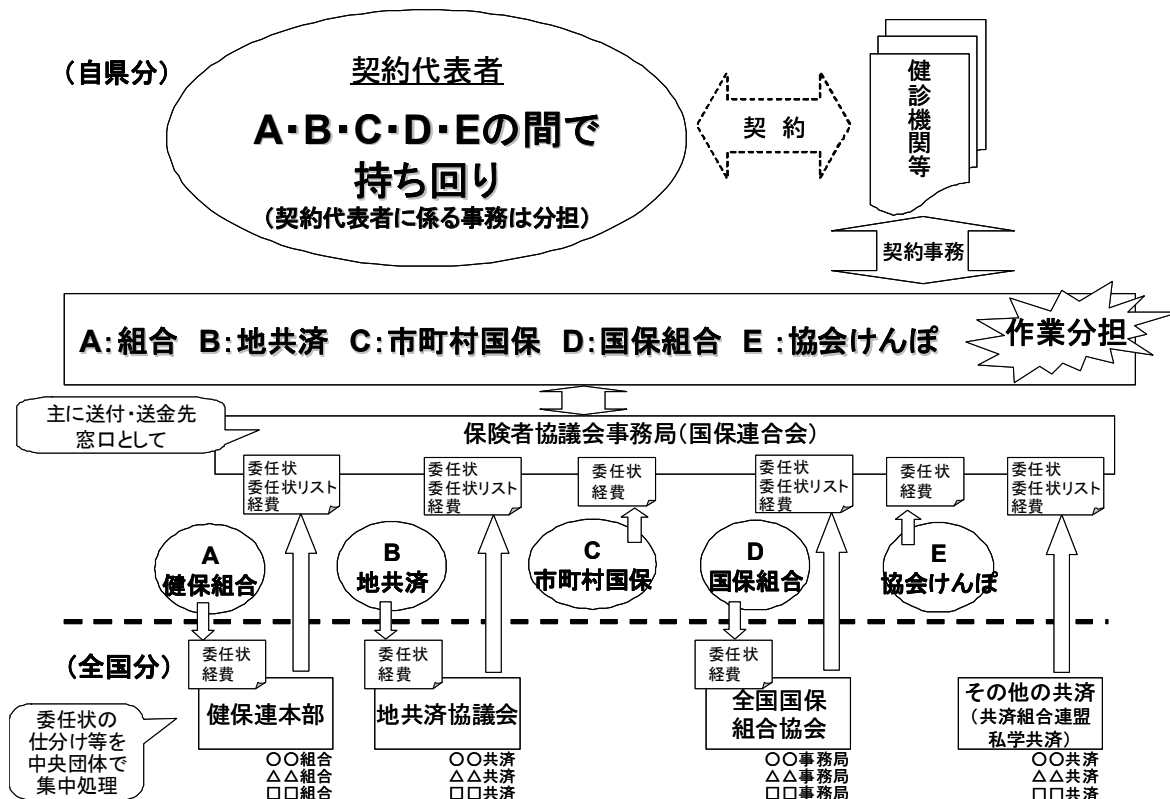 （自県分）
契約代表者
A・B・C・D・Eの間で
持ち回り
（契約代表者に係る事務は分担）
契 約
健診機関等
契約事務
A：組合 B：地共済 C：市町村国保 D：国保組合 E：協会けんぽ
作業分担
主に送付・送金先
窓口として
保険者協議会事務局（国保連合会）
委任状
委任状リスト
経費
委任状
委任状リスト
経費
委任状
経費
委任状
委任状リスト
経費
委任状
経費
委任状
委任状リスト
経費
A
健保組合
B
地共済
C
市町村国保
D
国保組合
E
協会けんぽ
（全国分）
委任状
経費
委任状
経費
委任状
経費
健保連本部
地共済協議会
全国国保
組合協会
その他の共済
（共済組合連盟
私学共済）
委任状の
仕分け等を
中央団体で
集中処理
○○組合
△△組合
□□組合
○○共済
△△共済
□□共済
○○事務局
△△事務局
□□事務局
○○共済
△△共済
□□共済